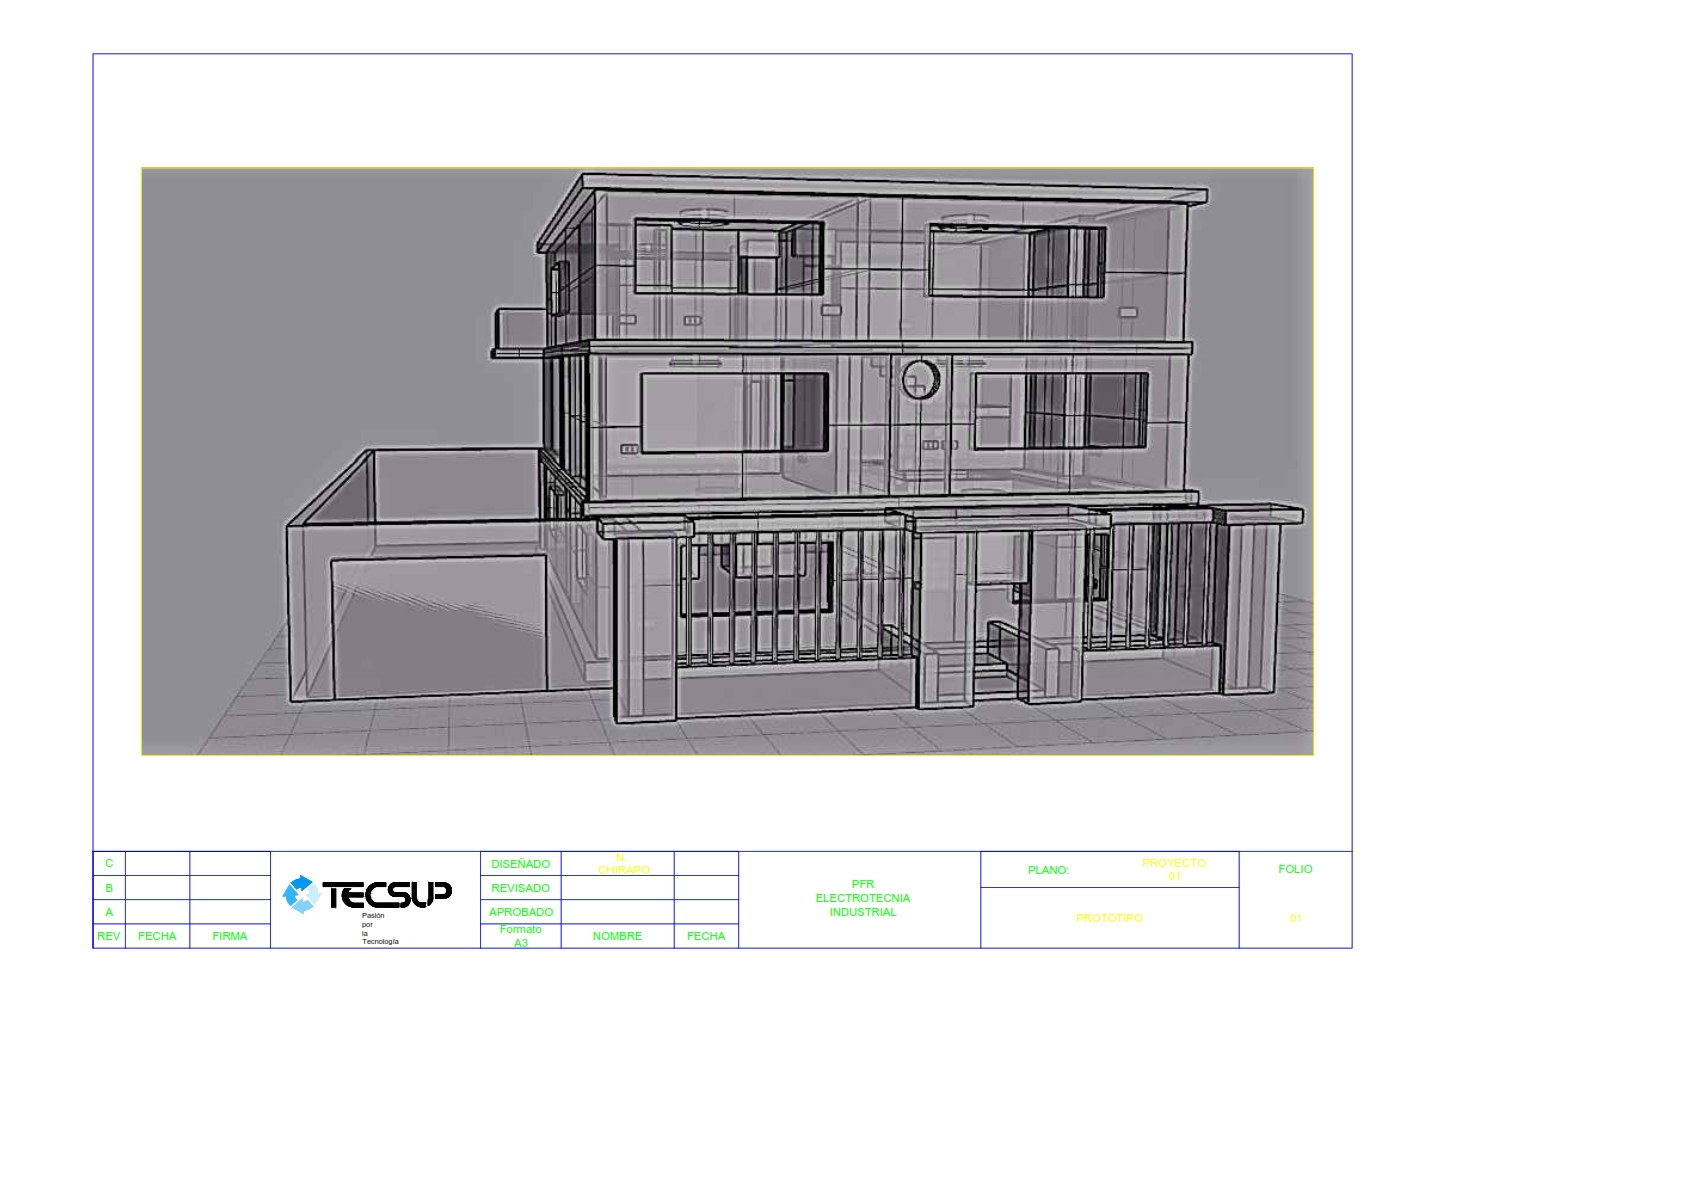 C
B
A
REV FECHA FIRMA
TECSUP
Pasión
por
la
Tecnología
DISEÑADO N.
CHIRAPO
REVISADO
APROBADO
Formato
A3 NOMBRE FECHA
PFR
ELECTROTECNIA
INDUSTRIAL
PLANO: PROYECTO
01
PROTOTIPO
FOLIO
01